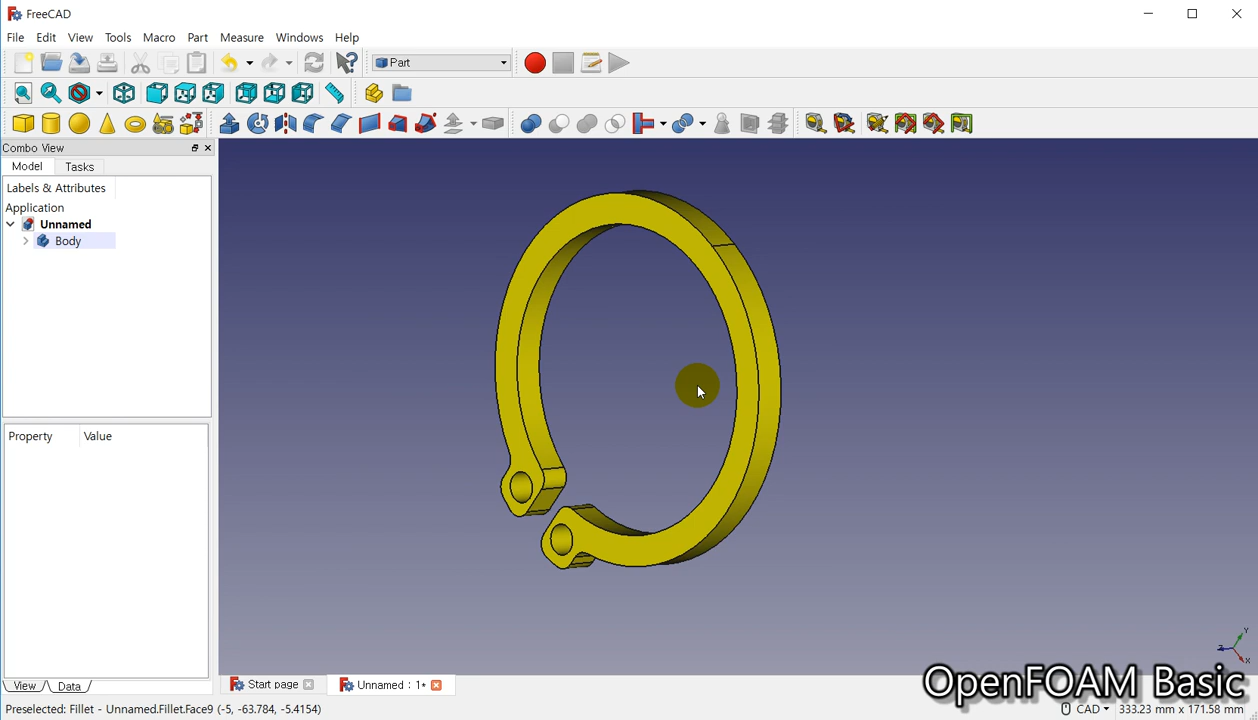 FreeCAD
File Edit View Tools Macro Part Measure Windows Help
Part
Combo View
Model Tasks
Labels & Attributes
Application
Unnamed
Body
Property Value
View Data
Start page
Unnamed : 1*
Y
Z
X
OpenFOAM Basic
Preselected: Fillet - Unnamed.Fillet.Face9 (-5, -63.784, -5.4154)
CAD
333.23 mm x 171.58 mm